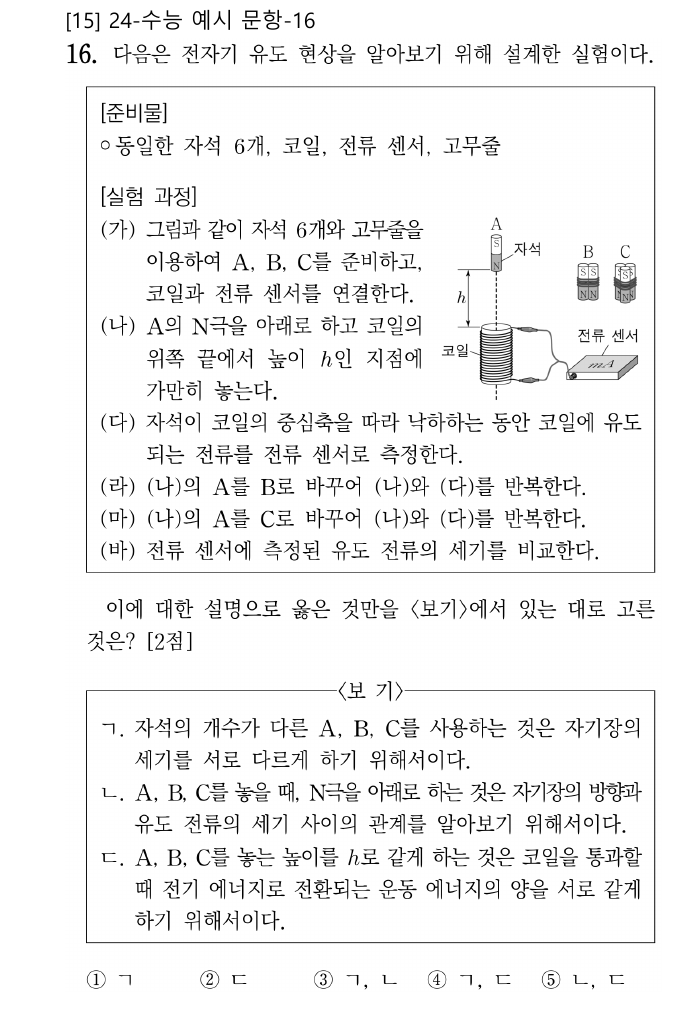 [15] 24-수능 예시 문항-16
16. 다음은 전자기 유도 현상을 알아보기 위해 설계한 실험이다.
[준비물]
○ 동일한 자석 6개, 코일, 전류 센서, 고무줄
[실험 과정]
(가) 그림과 같이 자석 6개와 고무줄을
이용하여 A, B, C를 준비하고,
코일과 전류 센서를 연결한다.
(나) A의 N극을 아래로 하고 코일의
위쪽 끝에서 높이 h인 지점에
가만히 놓는다.
A
S
N
자석
B
C
S S
N N
S
N
h
코일
전류 센서
mA
(다) 자석이 코일의 중심축을 따라 낙하하는 동안 코일에 유도
되는 전류를 전류 센서로 측정한다.
(라) (나)의 A를 B로 바꾸어 (나)와 (다)를 반복한다.
(마) (나)의 A를 C로 바꾸어 (나)와 (다)를 반복한다.
(바) 전류 센서에 측정된 유도 전류의 세기를 비교한다.
이에 대한 설명으로 옳은 것만을 〈보기〉에서 있는 대로 고른
것은? [2점]
〈보 기〉
ㄱ. 자석의 개수가 다른 A, B, C를 사용하는 것은 자기장의
세기를 서로 다르게 하기 위해서이다.
ㄴ. A, B, C를 놓을 때, N극을 아래로 하는 것은 자기장의 방향과
유도 전류의 세기 사이의 관계를 알아보기 위해서이다.
ㄷ. A, B, C를 놓는 높이를 h로 같게 하는 것은 코일을 통과할
때 전기 에너지로 전환되는 운동 에너지의 양을 서로 같게
하기 위해서이다.
① ㄱ ② ㄷ ③ ㄱ, ㄴ ④ ㄱ, ㄷ ⑤ ㄴ, ㄷ